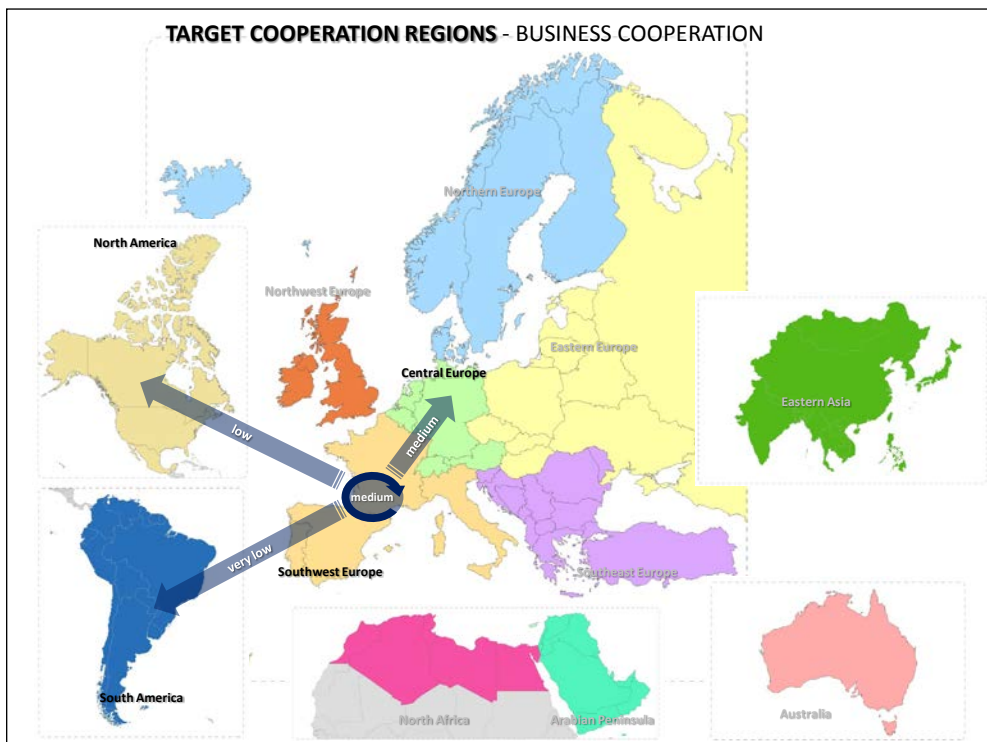 TARGET COOPERATION REGIONS - BUSINESS COOPERATION
Northern Europe
North America
Northwest Europe
Eastern Europe
Central Europe
Eastern Asia
low
medium
medium
very low
Southwest Europe
Southeast Europe
South America
North Africa
Arabian Peninsula
Australia